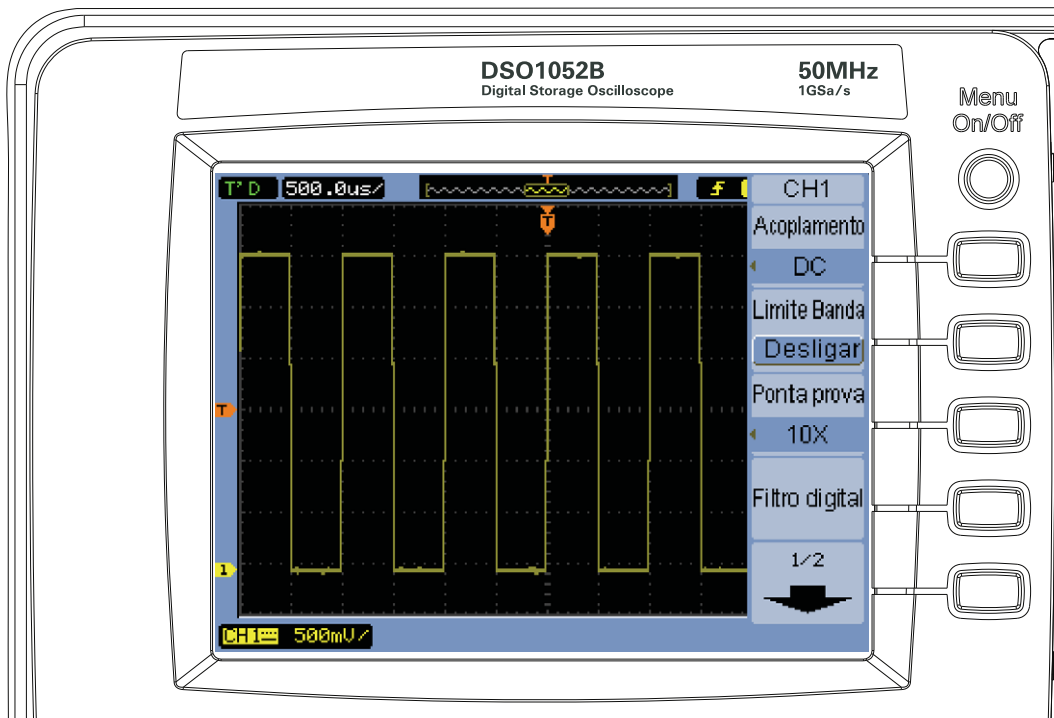 DSO1052B
50MHz
Digital Storage Oscilloscope
1GSa/s
Menu
On/Off
T'D
500.0us/
T
CH1
Acoplamento
DC
Limite Banda
Desligar
Ponta prova
10X
Filtro digital
1/2
T
T
1
CH1 500mV/